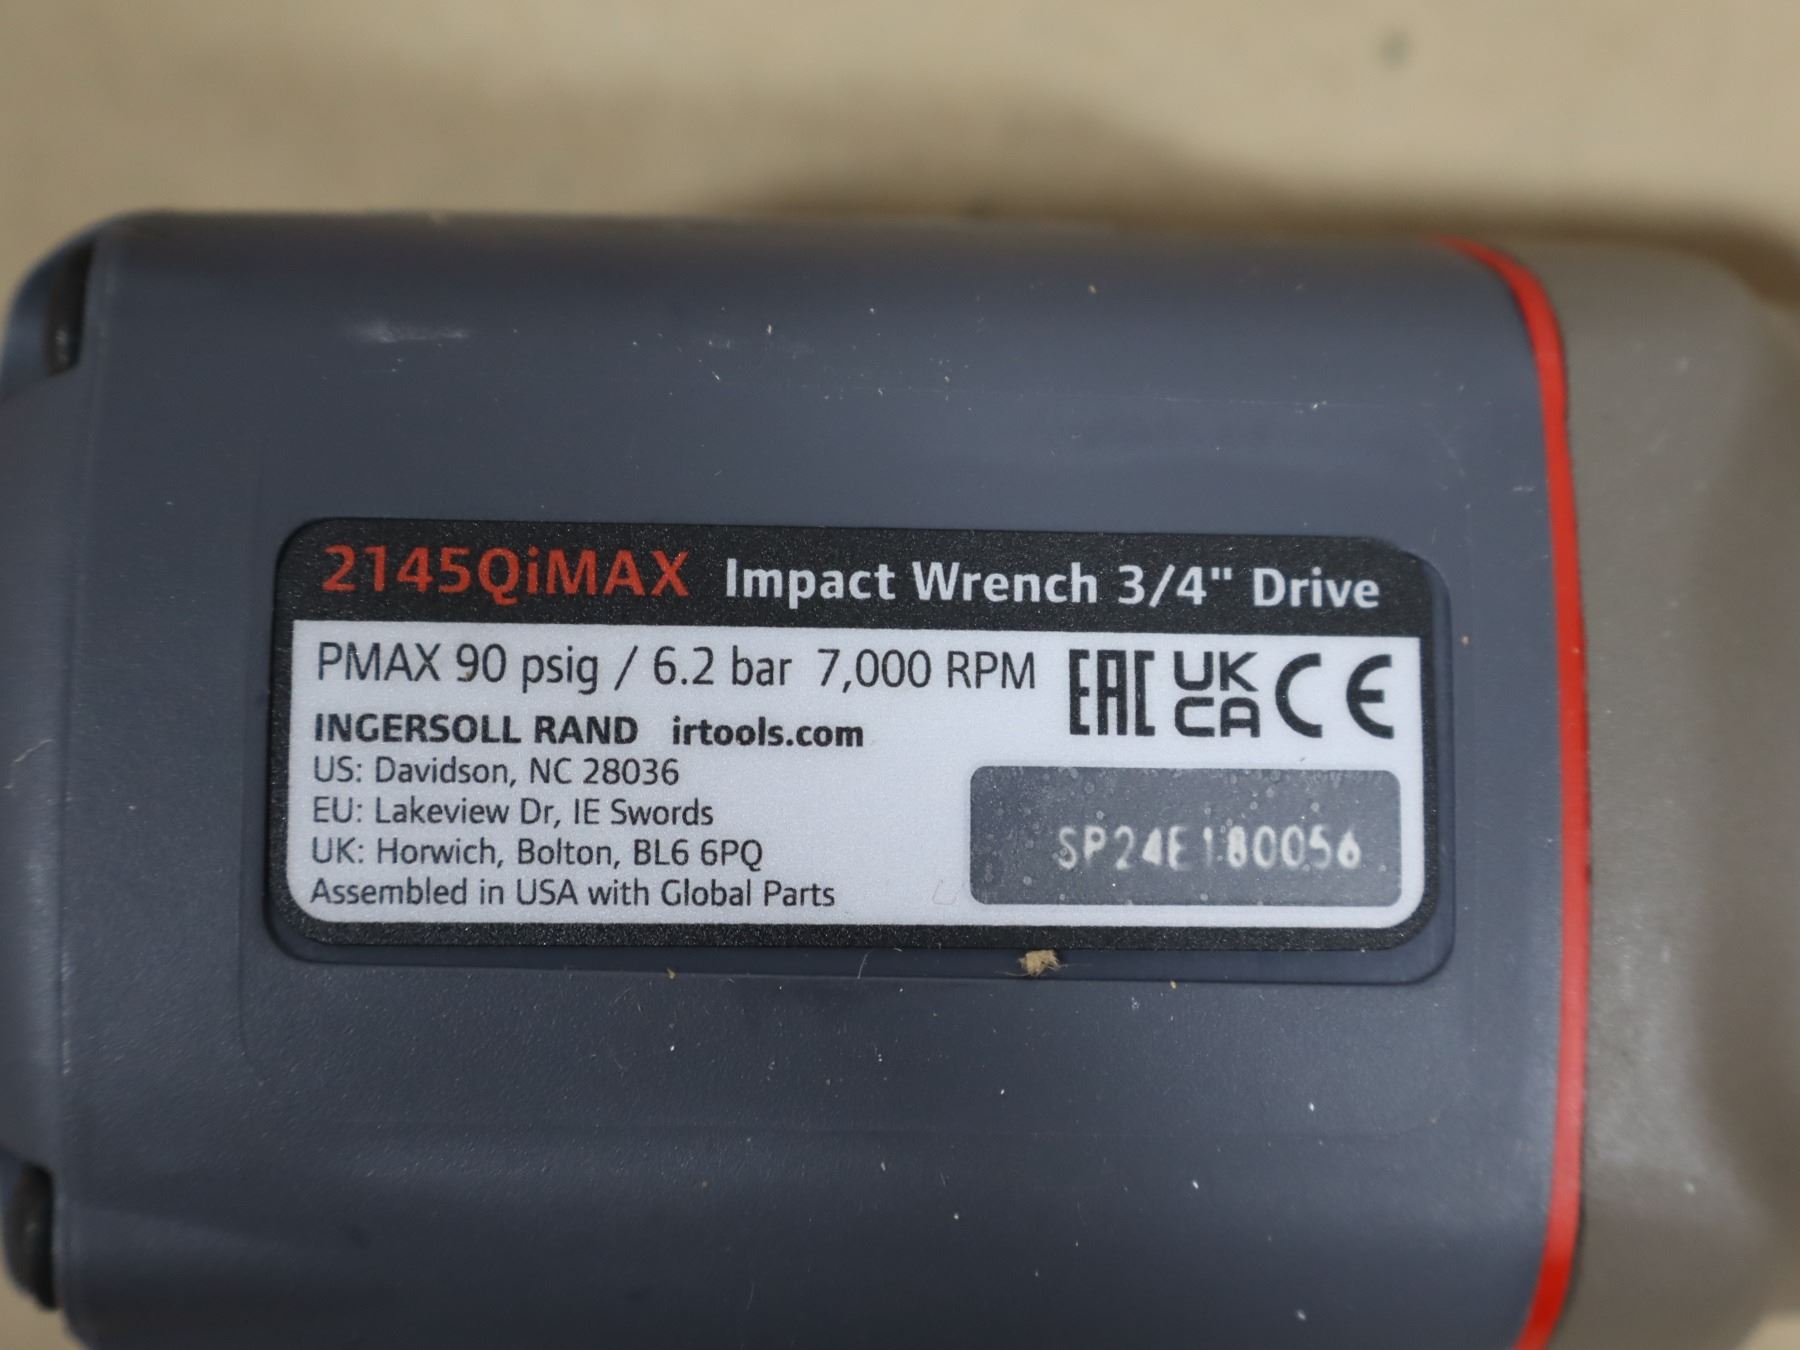 2145QiMAX Impact Wrench 3/4" Drive
PMAX 90 psig / 6.2 bar 7,000 RPM
EAC UK CA CE
INGERSOLL RAND irtools.com
US: Davidson, NC 28036
EU: Lakeview Dr, IE Swords
UK: Horwich, Bolton, BL6 6PQ
Assembled in USA with Global Parts
SP24E180056